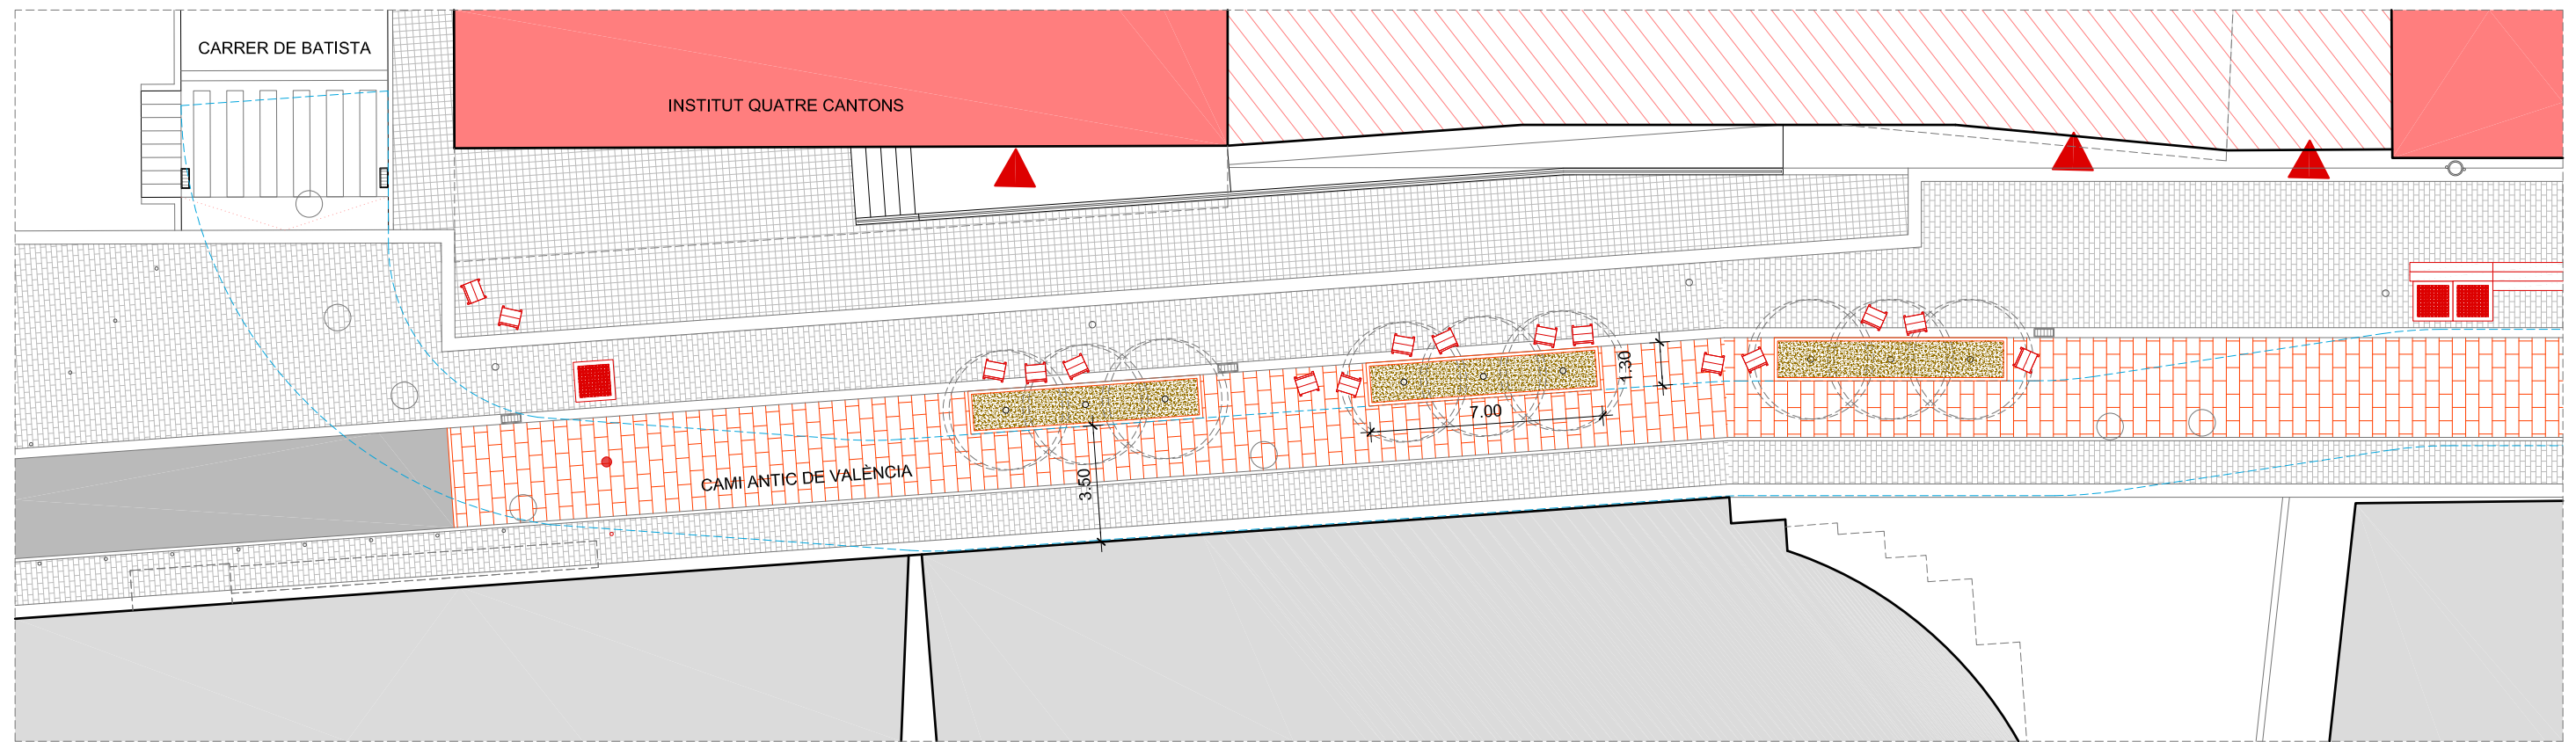 CARRER DE BATISTA
INSTITUT QUATRE CANTONS
1.30
7.00
CAMI ANTIC DE VALÈNCIA
3.50